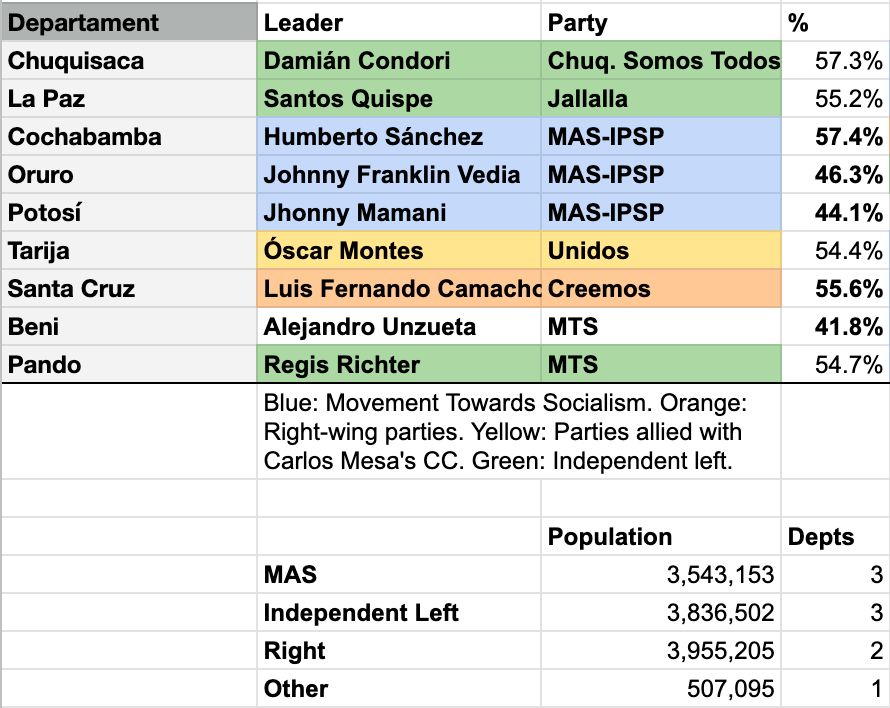 Departament Leader Party %
Chuquisaca Damián Condori Chuq. Somos Todos 57.3%
La Paz Santos Quispe Jallalla 55.2%
Cochabamba Humberto Sánchez MAS-IPSP 57.4%
Oruro Johnny Franklin Vedia MAS-IPSP 46.3%
Potosí Jhonny Mamani MAS-IPSP 44.1%
Tarija Óscar Montes Unidos 54.4%
Santa Cruz Luis Fernando Camacho Creemos 55.6%
Beni Alejandro Unzueta MTS 41.8%
Pando Regis Richter MTS 54.7%
Blue: Movement Towards Socialism. Orange:
Right-wing parties. Yellow: Parties allied with
Carlos Mesa's CC. Green: Independent left.
Population Depts
MAS 3,543,153 3
Independent Left 3,836,502 3
Right 3,955,205 2
Other 507,095 1